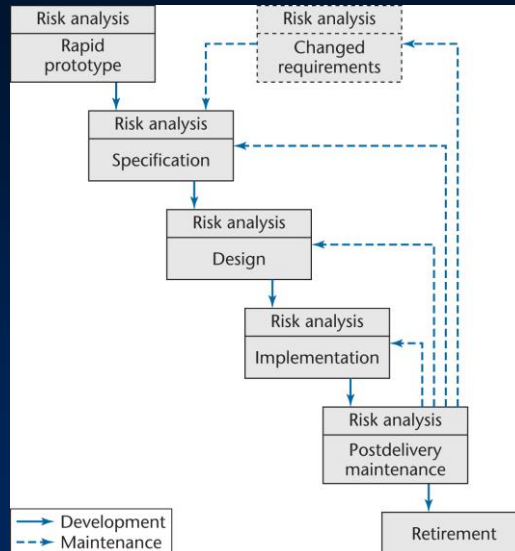 Risk analysis
Rapid
prototype
Risk analysis
Changed
requirements
Risk analysis
Specification
Risk analysis
Design
Risk analysis
Implementation
Risk analysis
Postdelivery
maintenance
Retirement
Development
Maintenance